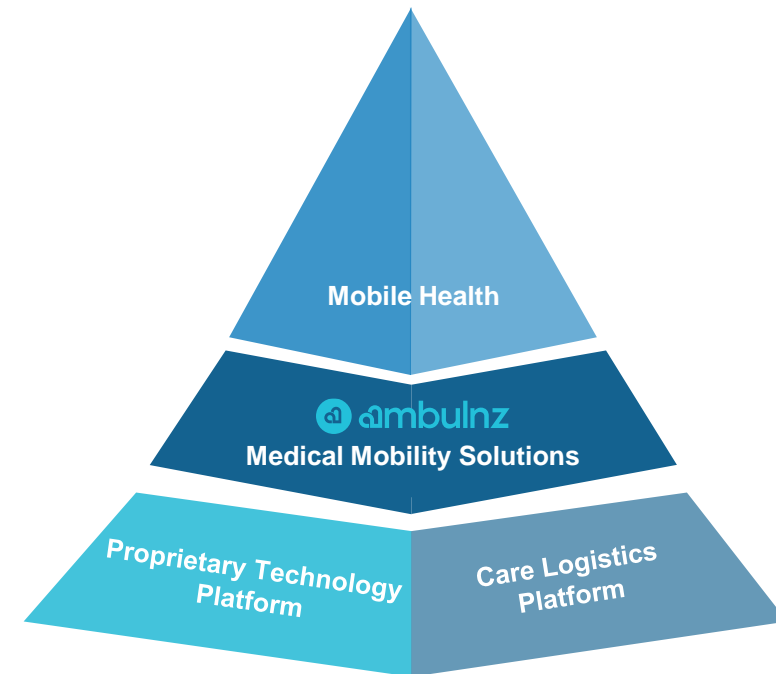 Mobile Health
ambulnz
Medical Mobility Solutions
Proprietary Technology
Platform
Care Logistics
Platform